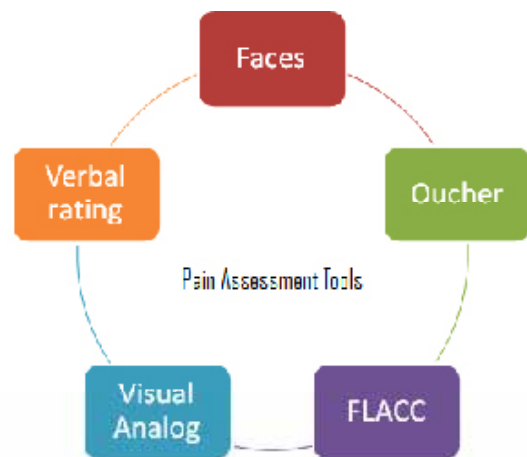 Faces
Oucher
FLACC
Visual
Analog
Verbal
rating
Pain Assessment Tools